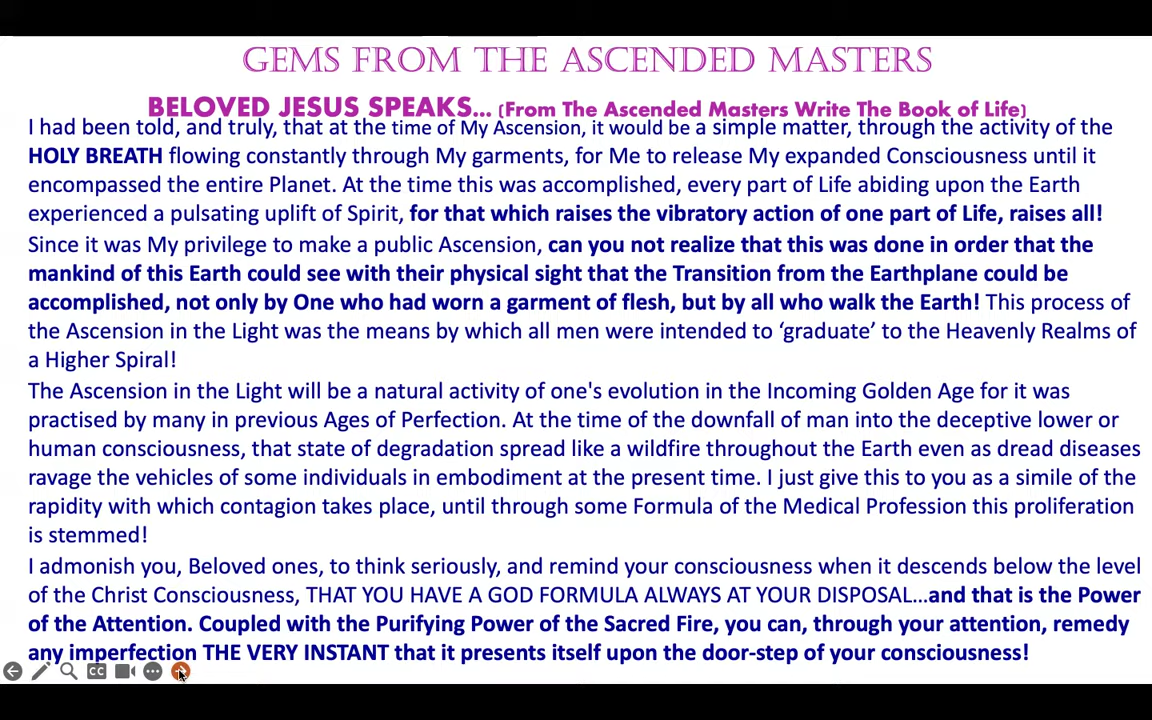 GEMS FROM THE ASCENDED MASTERS
BELOVED JESUS SPEAKS... (From The Ascended Masters Write The Book of Life)
I had been told, and truly, that at the time of My Ascension, it would be a simple matter, through the activity of the
HOLY BREATH flowing constantly through My garments, for Me to release My expanded Consciousness until it
encompassed the entire Planet. At the time this was accomplished, every part of Life abiding upon the Earth
experienced a pulsating uplift of Spirit, for that which raises the vibratory action of one part of Life, raises all!
Since it was My privilege to make a public Ascension, can you not realize that this was done in order that the
mankind of this Earth could see with their physical sight that the Transition from the Earthplane could be
accomplished, not only by One who had worn a garment of flesh, but by all who walk the Earth! This process of
the Ascension in the Light was the means by which all men were intended to ‘graduate’ to the Heavenly Realms of
a Higher Spiral!
The Ascension in the Light will be a natural activity of one's evolution in the Incoming Golden Age for it was
practised by many in previous Ages of Perfection. At the time of the downfall of man into the deceptive lower or
human consciousness, that state of degradation spread like a wildfire throughout the Earth even as dread diseases
ravage the vehicles of some individuals in embodiment at the present time. I just give this to you as a simile of the
rapidity with which contagion takes place, until through some Formula of the Medical Profession this proliferation
is stemmed!
I admonish you, Beloved ones, to think seriously, and remind your consciousness when it descends below the level
of the Christ Consciousness, THAT YOU HAVE A GOD FORMULA ALWAYS AT YOUR DISPOSAL...and that is the Power
of the Attention. Coupled with the Purifying Power of the Sacred Fire, you can, through your attention, remedy
any imperfection THE VERY INSTANT that it presents itself upon the door-step of your consciousness!
CC